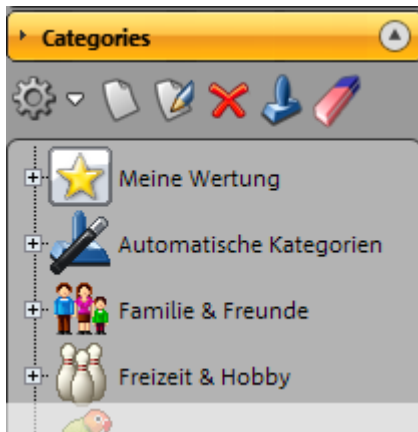 Categories
Meine Wertung
Automatische Kategorien
Familie & Freunde
Freizeit & Hobby